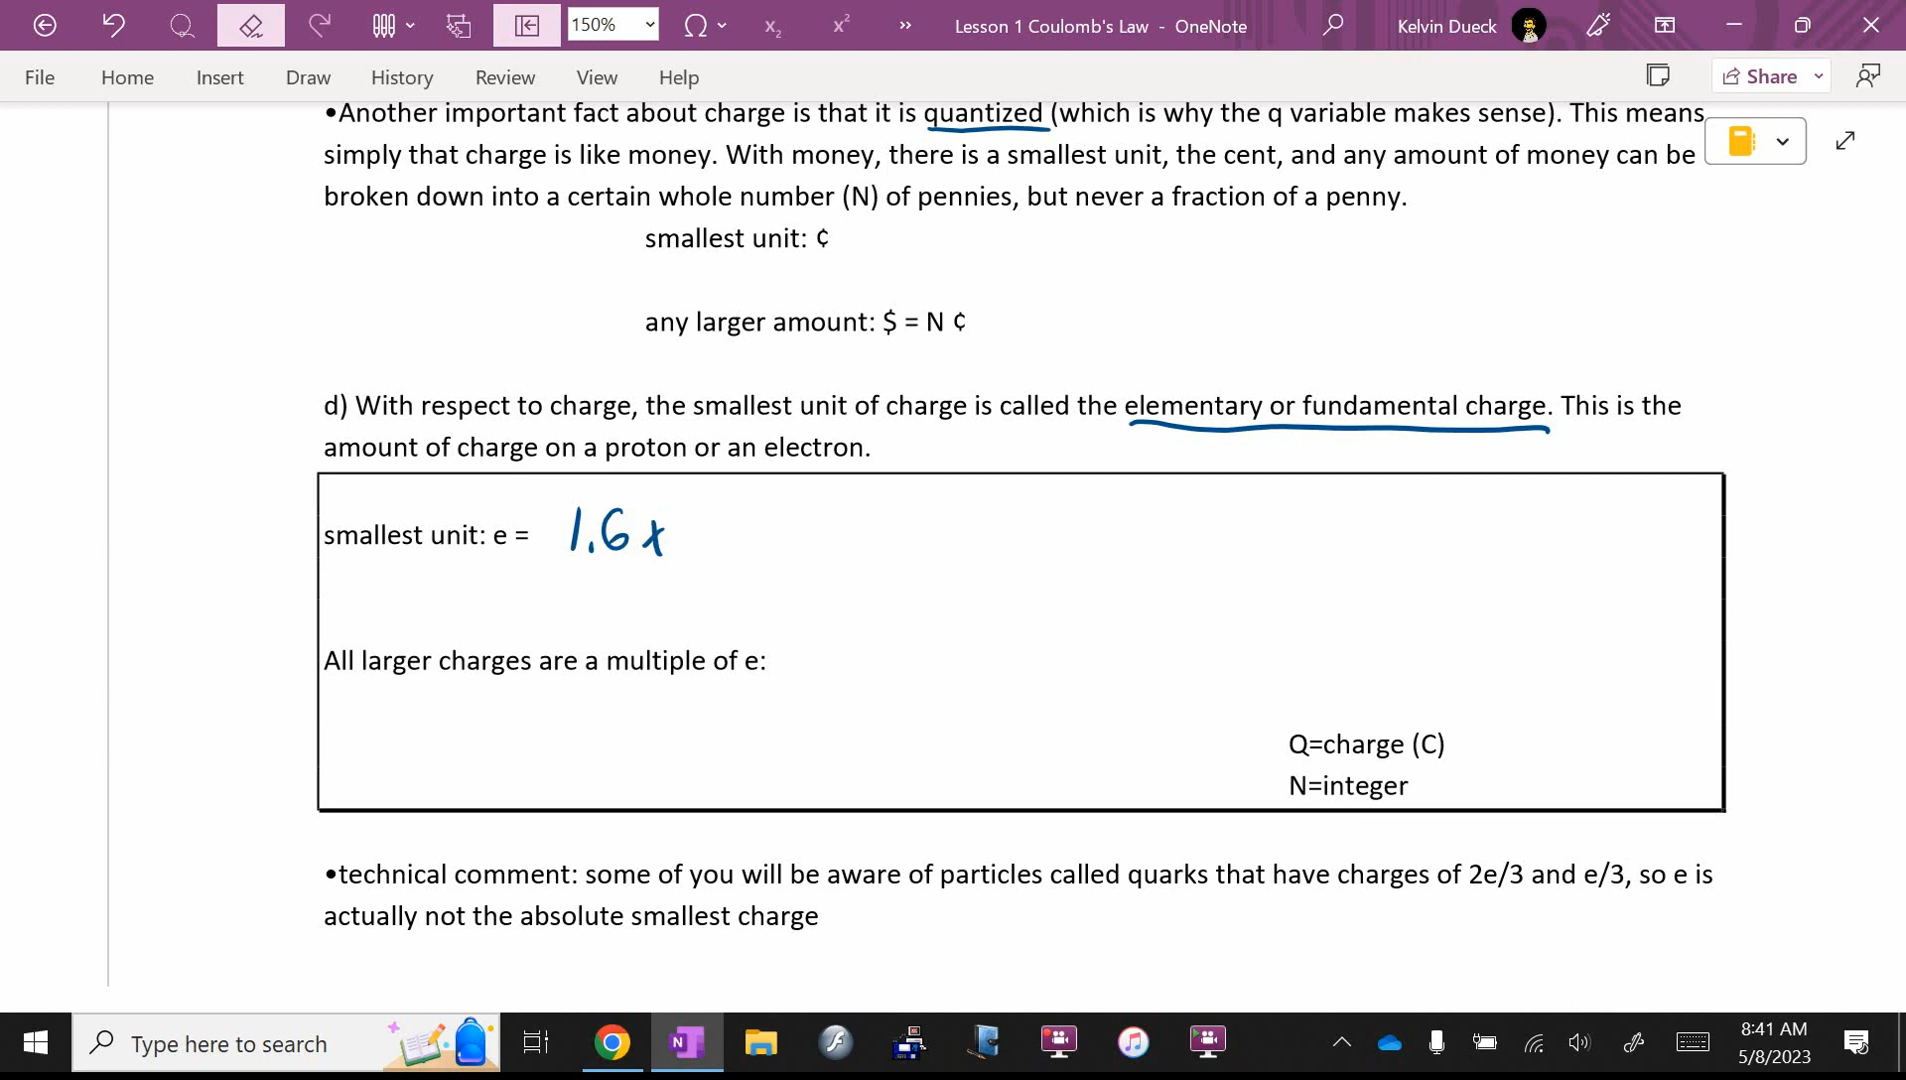 150%
Ω
x₂
x²
»
Lesson 1 Coulomb's Law - OneNote
Kelvin Dueck
File Home Insert Draw History Review View Help
Share
•Another important fact about charge is that it is quantized (which is why the q variable makes sense). This means
simply that charge is like money. With money, there is a smallest unit, the cent, and any amount of money can be
broken down into a certain whole number (N) of pennies, but never a fraction of a penny.
smallest unit: ¢
any larger amount: $ = N ¢
d) With respect to charge, the smallest unit of charge is called the elementary or fundamental charge. This is the
amount of charge on a proton or an electron.
smallest unit: e = 1.6 x
All larger charges are a multiple of e:
Q=charge (C)
N=integer
•technical comment: some of you will be aware of particles called quarks that have charges of 2e/3 and e/3, so e is
actually not the absolute smallest charge
Type here to search
8:41 AM
5/8/2023